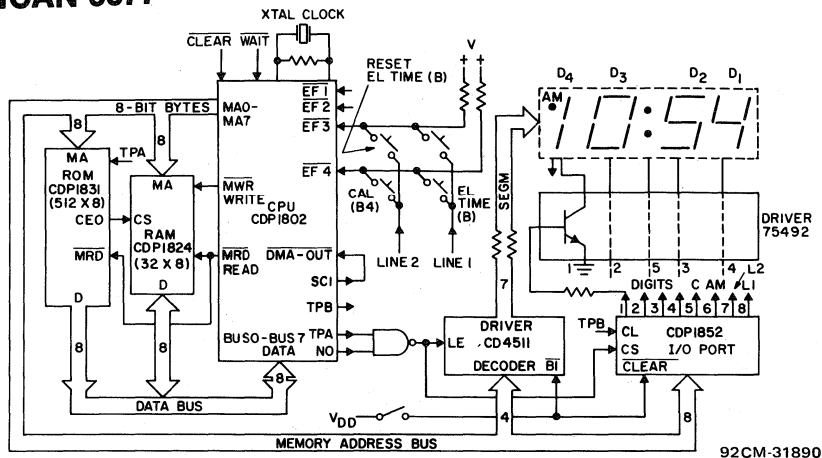 XTAL CLOCK
CLEAR WAIT
RESET
EL TIME (B)
V
+ +
8-BIT BYTES
MA0-
MA7
EF1
EF2
EF3
EF4
D4 D3 D2 D1
AM
10:54
8
8
MA
TPA
ROM
CDP1831
(512 X 8)
CEO
MRD
D
MA
CS
RAM
CDP1824
(32 X 8)
D
MWR
WRITE
CPU
CDP1802
MRD
READ
DMA-OUT
SC1
TPB
BUS0-BUS7
DATA
TPA
NO
CAL
(B4)
EL
TIME
(B)
LINE 2 LINE 1
SEGM
7
DRIVER
75492
1 2 5 3 4 L2
DIGITS C AM L1
1 2 3 4 5 6 7 8
TPB
CL CDP1852
CS I/O PORT
CLEAR
LE
DRIVER
CD4511
DECODER BI
8
8
8
DATA BUS
VDD
4
8
MEMORY ADDRESS BUS
92CM-31890